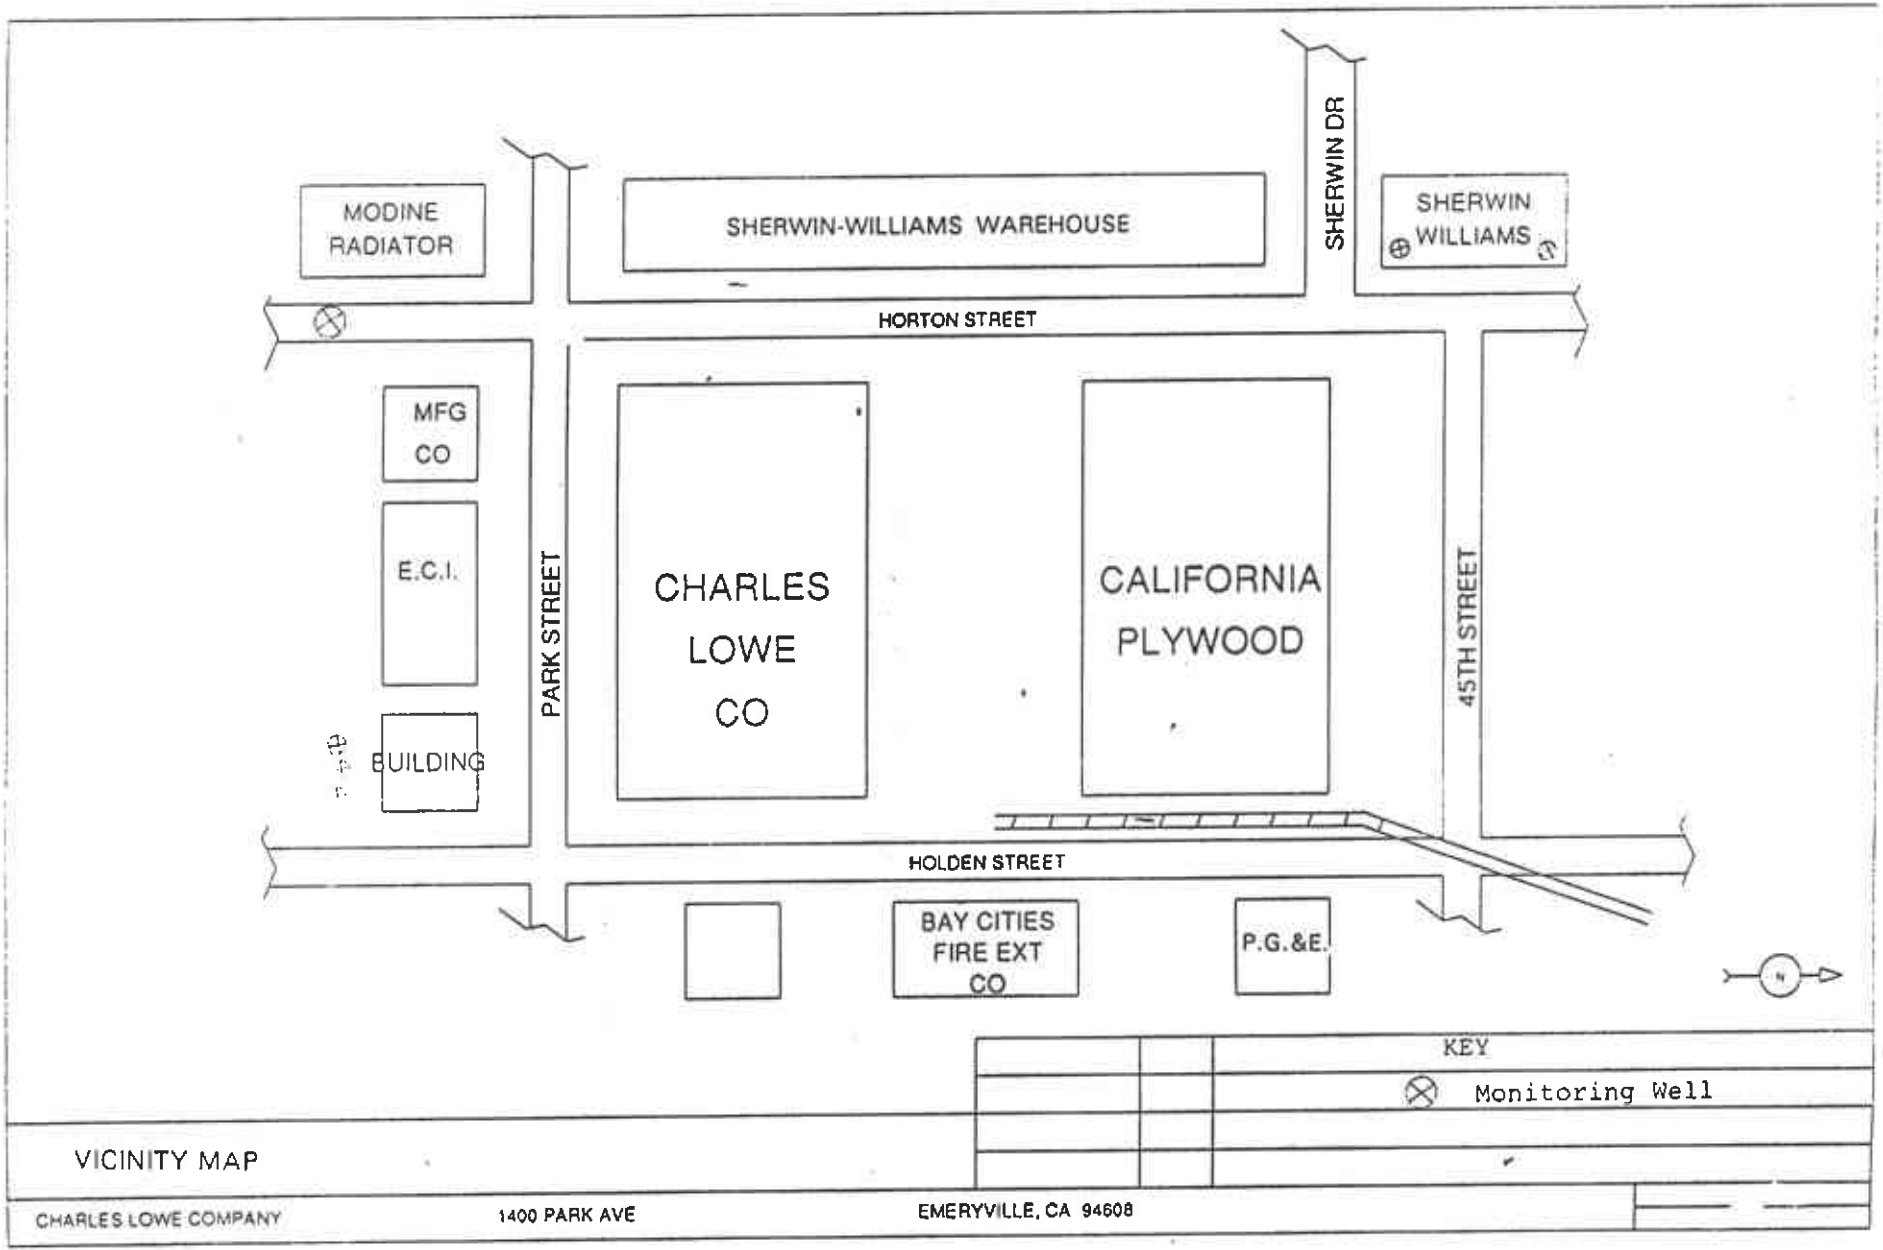 SHERWIN DR
MODINE
RADIATOR
SHERWIN-WILLIAMS WAREHOUSE
SHERWIN
WILLIAMS
HORTON STREET
MFG
CO
E.C.I.
BUILDING
PARK STREET
CHARLES
LOWE
CO
CALIFORNIA
PLYWOOD
45TH STREET
HOLDEN STREET
BAY CITIES
FIRE EXT
CO
P.G.&E.
N
KEY
Monitoring Well
VICINITY MAP
CHARLES LOWE COMPANY 1400 PARK AVE EMERYVILLE, CA 94608